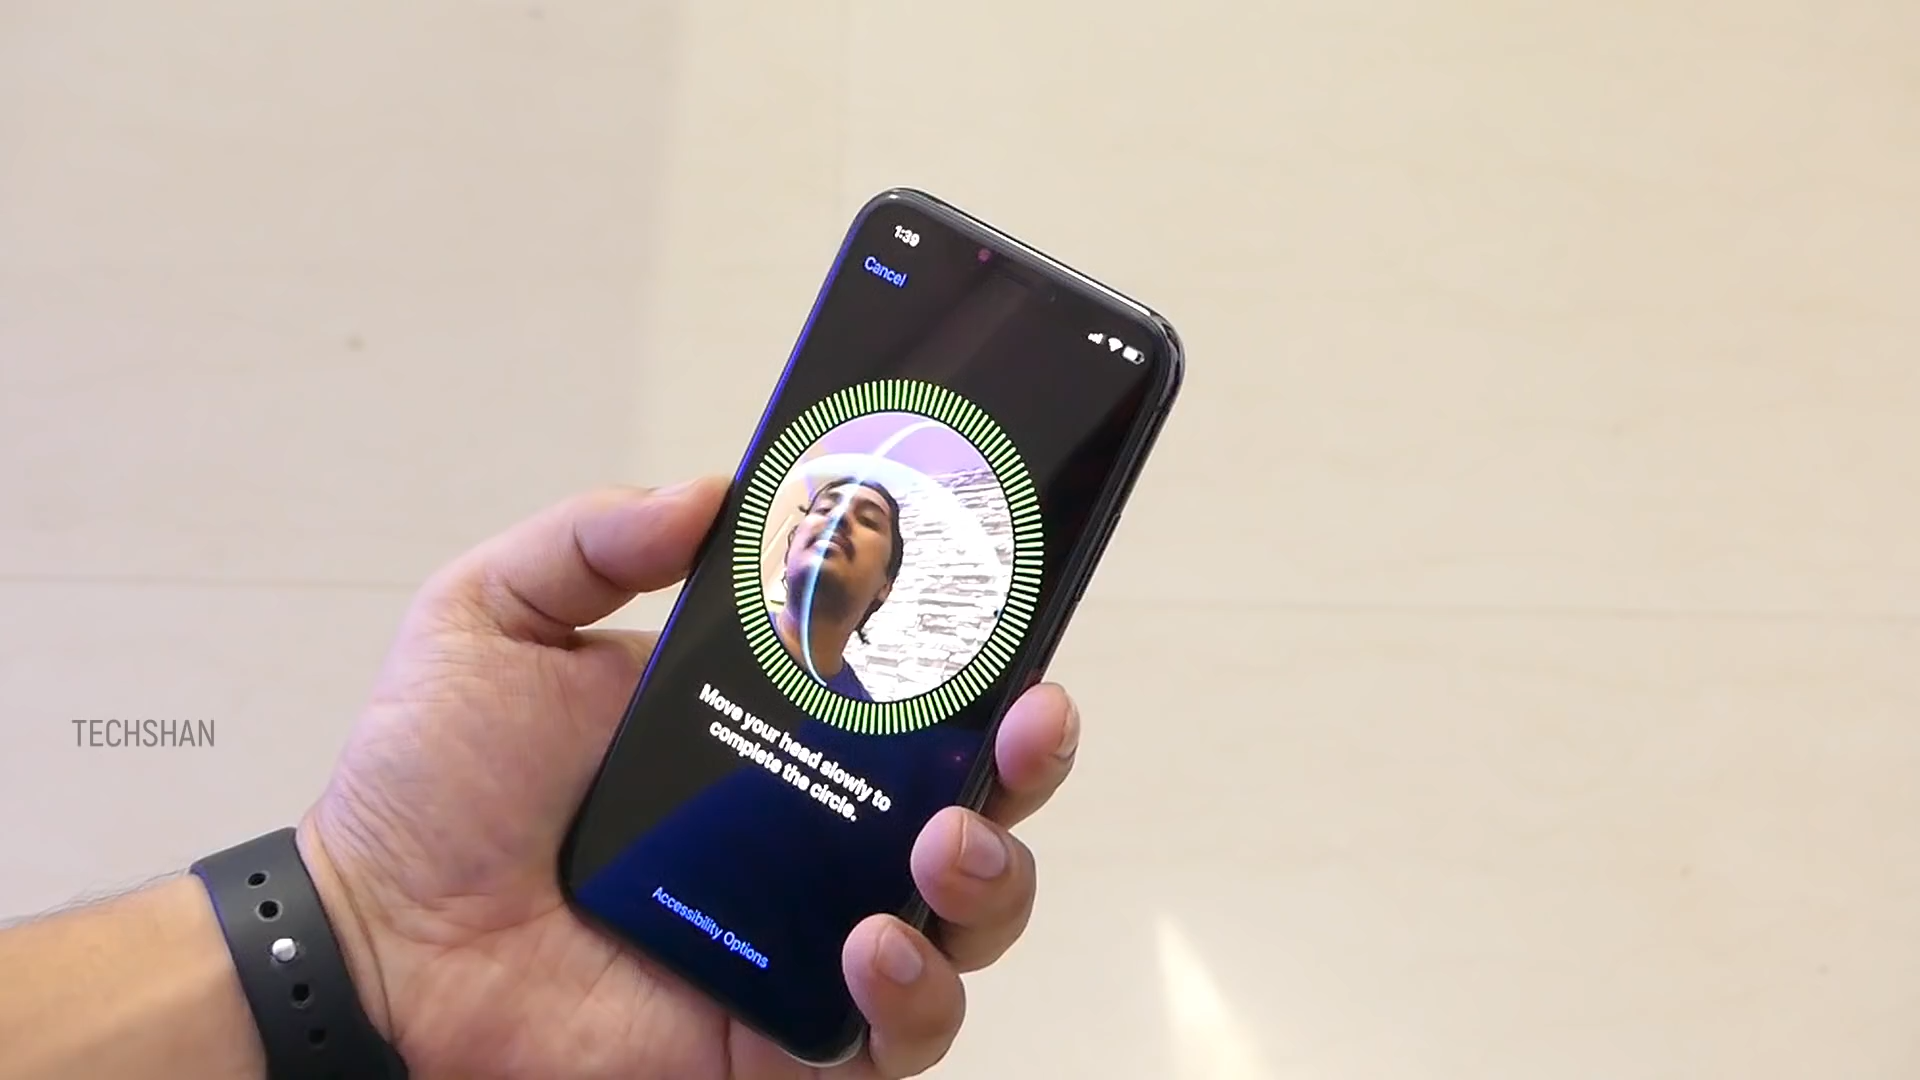 1:39
Cancel
Move your head slowly to
complete the circle.
Accessibility Options
TECHSHAN